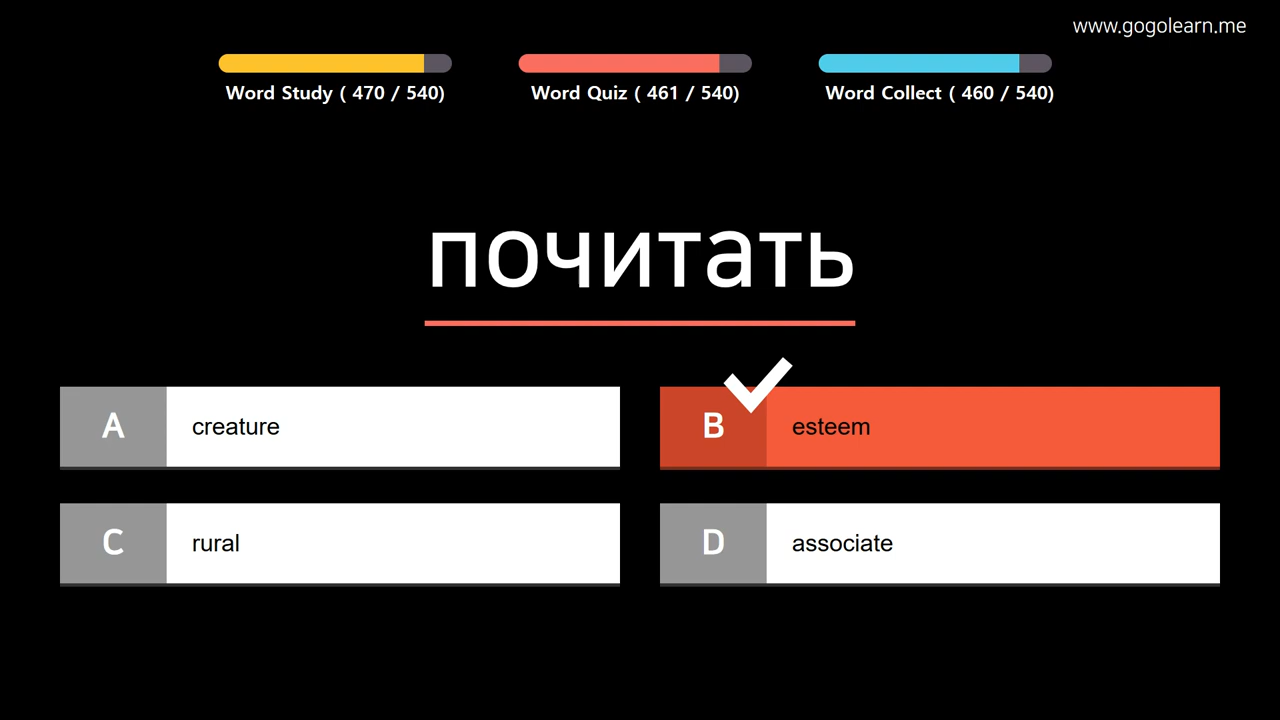 www.gogolearn.me
Word Study ( 470 / 540)
Word Quiz ( 461 / 540)
Word Collect ( 460 / 540)
почитать
A creature
B esteem
C rural
D associate